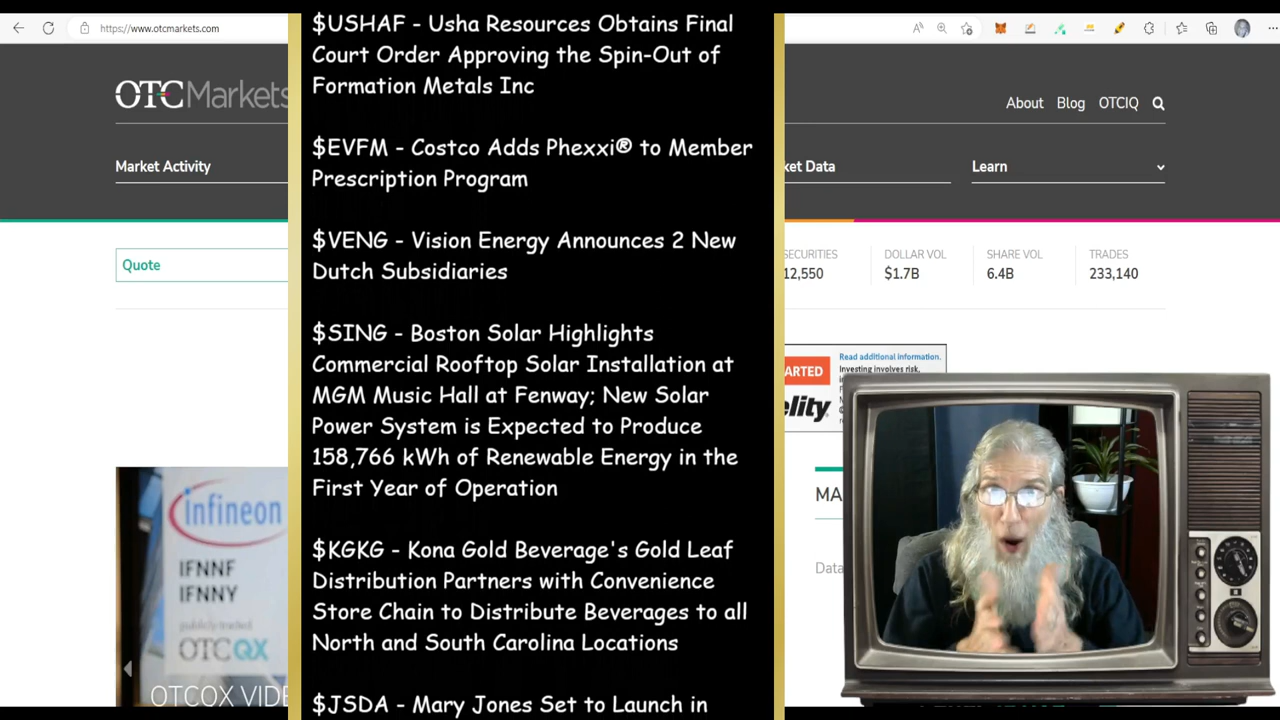 https://www.otcmarkets.com
OTCMarkets
About
Blog
OTCIQ
Market Activity
ket Data
Learn
Quote
SECURITIES
12,550
DOLLAR VOL
$1.7B
SHARE VOL
6.4B
TRADES
233,140
$USHAF - Usha Resources Obtains Final
Court Order Approving the Spin-Out of
Formation Metals Inc
$EVFM - Costco Adds Phexxi® to Member
Prescription Program
$VENG - Vision Energy Announces 2 New
Dutch Subsidiaries
$SING - Boston Solar Highlights
Commercial Rooftop Solar Installation at
MGM Music Hall at Fenway; New Solar
Power System is Expected to Produce
158,766 kWh of Renewable Energy in the
First Year of Operation
$KGKG - Kona Gold Beverage's Gold Leaf
Distribution Partners with Convenience
Store Chain to Distribute Beverages to all
North and South Carolina Locations
$JSDA - Mary Jones Set to Launch in
ARTED
elity
Read additional information.
Investing involves risk,
MA
Data
infineon
IFNNF
IFNNY
publicly traded
OTCQX
OTCQX VIDE